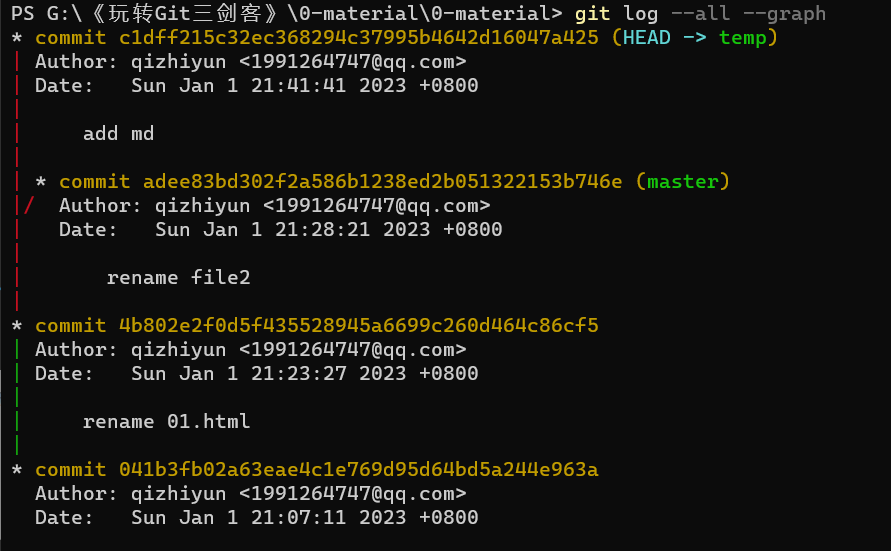 PS G:\《玩转Git三剑客》\0-material\0-material> git log --all --graph
* commit c1dff215c32ec368294c37995b4642d16047a425 (HEAD -> temp)
| Author: qizhiyun <1991264747@qq.com>
| Date:   Sun Jan 1 21:41:41 2023 +0800
|
|     add md
|
| * commit adee83bd302f2a586b1238ed2b051322153b746e (master)
|/  Author: qizhiyun <1991264747@qq.com>
|   Date:   Sun Jan 1 21:28:21 2023 +0800
|
|       rename file2
|
* commit 4b802e2f0d5f435528945a6699c260d464c86cf5
| Author: qizhiyun <1991264747@qq.com>
| Date:   Sun Jan 1 21:23:27 2023 +0800
|
|     rename 01.html
|
* commit 041b3fb02a63eae4c1e769d95d64bd5a244e963a
  Author: qizhiyun <1991264747@qq.com>
  Date:   Sun Jan 1 21:07:11 2023 +0800